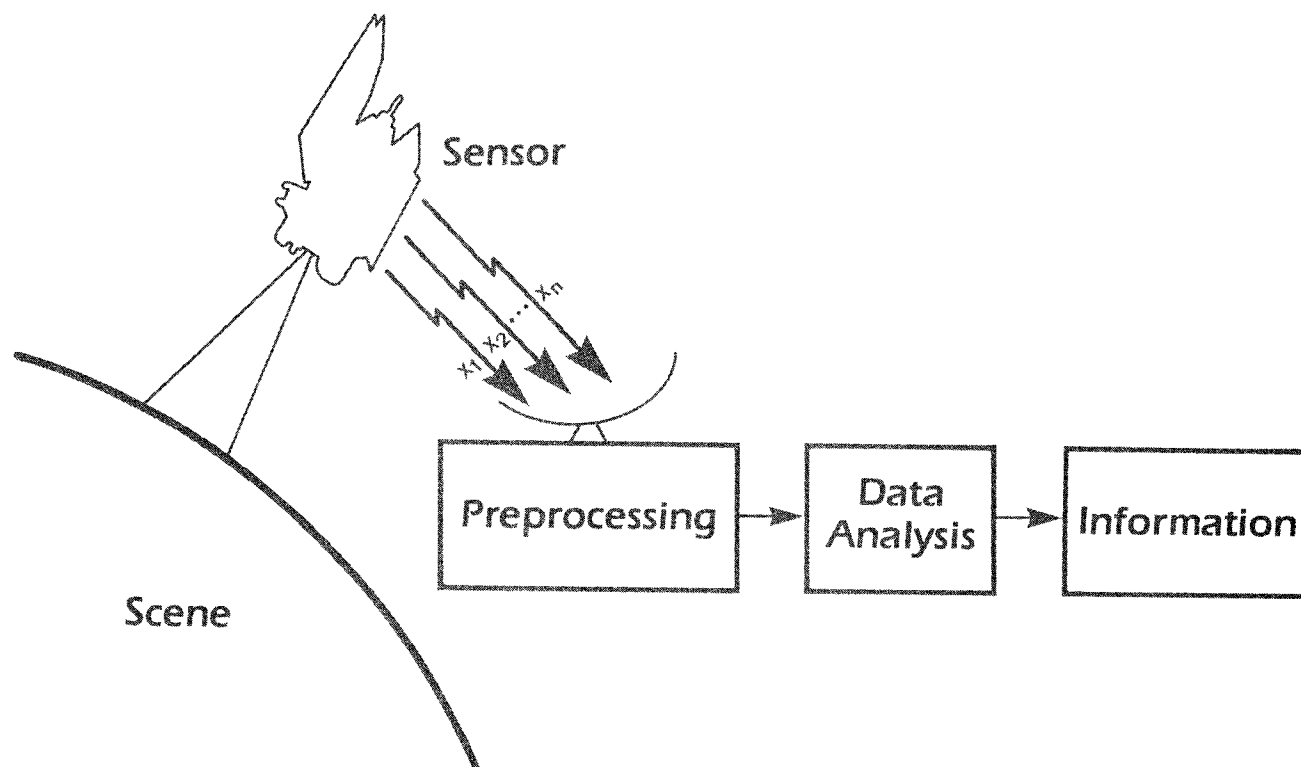 Sensor
x1 x2 ... xn
Preprocessing
Data
Analysis
Information
Scene